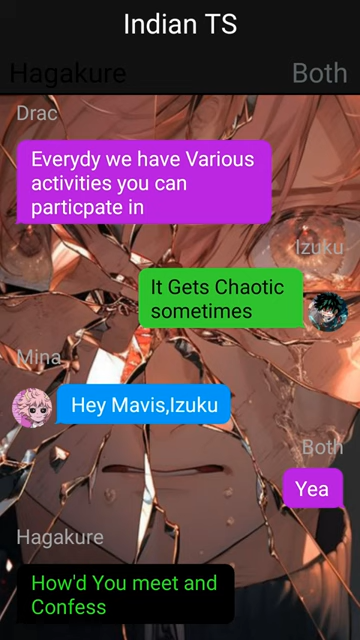 Indian TS
Hagakure
Both
Drac
Everydy we have Various
activities you can
particpate in
Izuku
It Gets Chaotic
sometimes
Mina
Hey Mavis,Izuku
Both
Yea
Hagakure
How'd You meet and
Confess